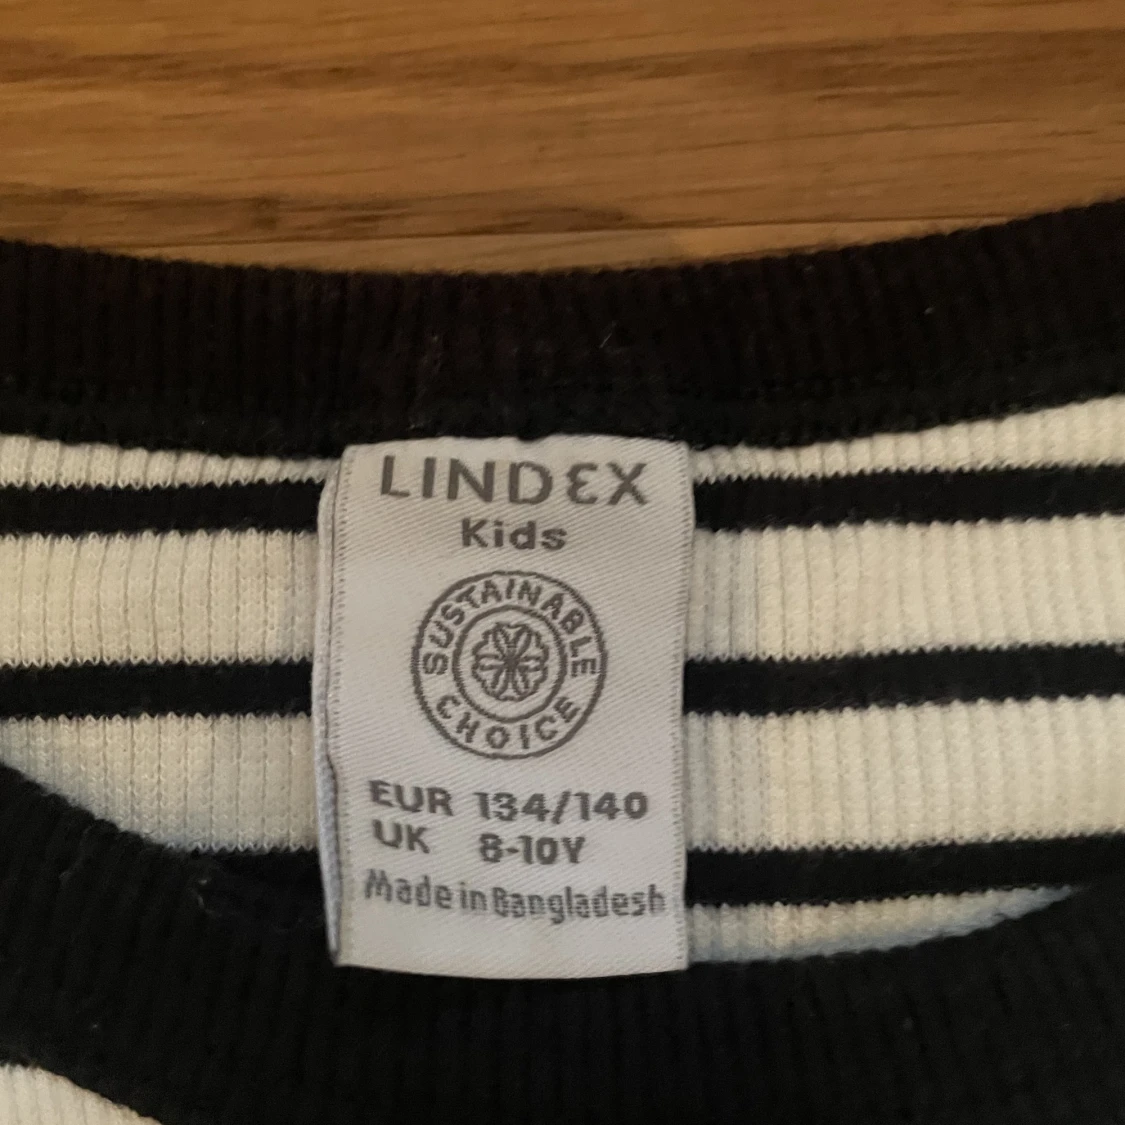 LINDEX
Kids
SUSTAINABLE
CHOICE
EUR 134/140
UK 8-10Y
Made in Bangladesh